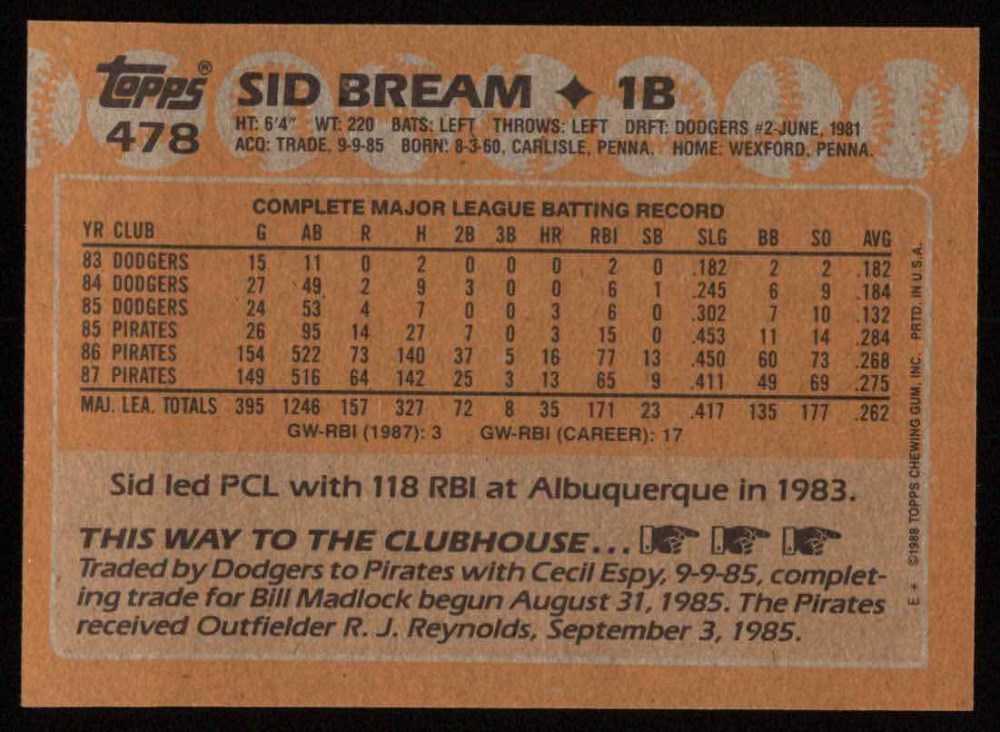 Topps® SID BREAM ✦ 1B
478 HT: 6'4" WT: 220 BATS: LEFT THROWS: LEFT DRFT: DODGERS #2-JUNE, 1981
ACQ: TRADE, 9-9-85 BORN: 8-3-60, CARLISLE, PENNA. HOME: WEXFORD, PENNA.
COMPLETE MAJOR LEAGUE BATTING RECORD
YR CLUB G AB R H 2B 3B HR RBI SB SLG BB SO AVG
83 DODGERS 15 11 0 2 0 0 0 2 0 .182 2 2 .182
84 DODGERS 27 49 2 9 3 0 0 6 1 .245 6 9 .184
85 DODGERS 24 53 4 7 0 0 3 6 0 .302 7 10 .132
85 PIRATES 26 95 14 27 7 0 3 15 0 .453 11 14 .284
86 PIRATES 154 522 73 140 37 5 16 77 13 .450 60 73 .268
87 PIRATES 149 516 64 142 25 3 13 65 9 .411 49 69 .275
MAJ. LEA. TOTALS 395 1246 157 327 72 8 35 171 23 .417 135 177 .262
GW-RBI (1987): 3 GW-RBI (CAREER): 17
Sid led PCL with 118 RBI at Albuquerque in 1983.
THIS WAY TO THE CLUBHOUSE...
Traded by Dodgers to Pirates with Cecil Espy, 9-9-85, complet-
ing trade for Bill Madlock begun August 31, 1985. The Pirates
received Outfielder R. J. Reynolds, September 3, 1985.
E * ©1988 TOPPS CHEWING GUM, INC. PRTD. IN U.S.A.